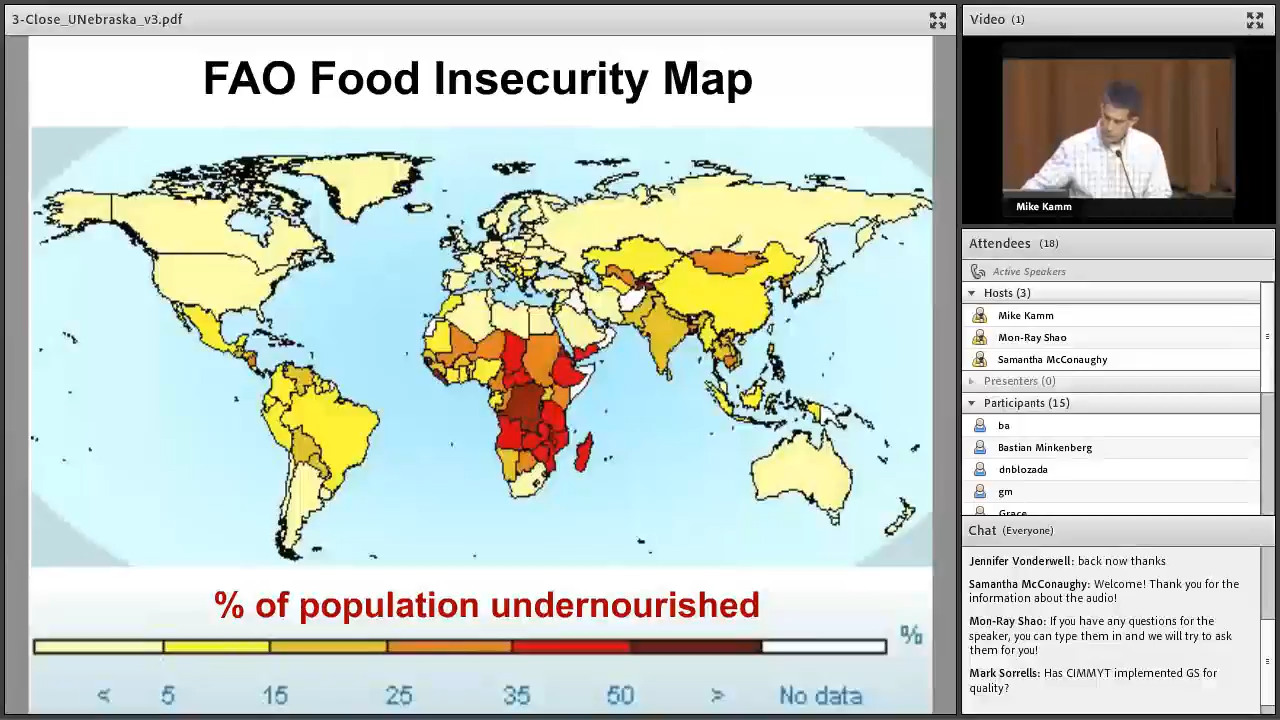 3-Close_UNebraska_v3.pdf
FAO Food Insecurity Map
% of population undernourished
%
< 5 15 25 35 50 > No data
Video (1)
Mike Kamm
Attendees (18)
Active Speakers
Hosts (3)
Mike Kamm
Mon-Ray Shao
Samantha McConaughy
Presenters (0)
Participants (15)
ba
Bastian Minkenberg
dnblozada
gm
Grace
Chat (Everyone)
Jennifer Vonderwell: back now thanks
Samantha McConaughy: Welcome! Thank you for the
information about the audio!
Mon-Ray Shao: If you have any questions for the
speaker, you can type them in and we will try to ask
them for you!
Mark Sorrells: Has CIMMYT implemented GS for
quality?